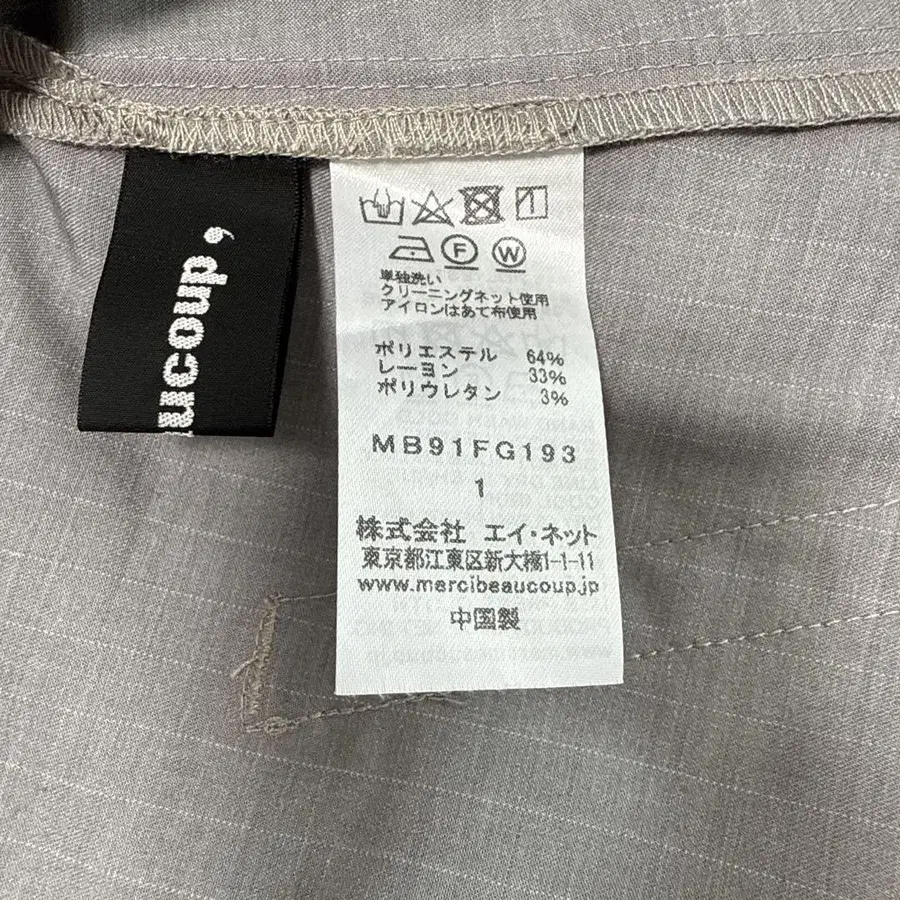 ucoup,
F W
単独洗い
クリーニングネット使用
アイロンはあて布使用
ポリエステル 64%
レーヨン 33%
ポリウレタン 3%
MB91FG193
1
株式会社 エイ・ネット
東京都江東区新大橋1-1-11
www.mercibeaucoup.jp
中国製